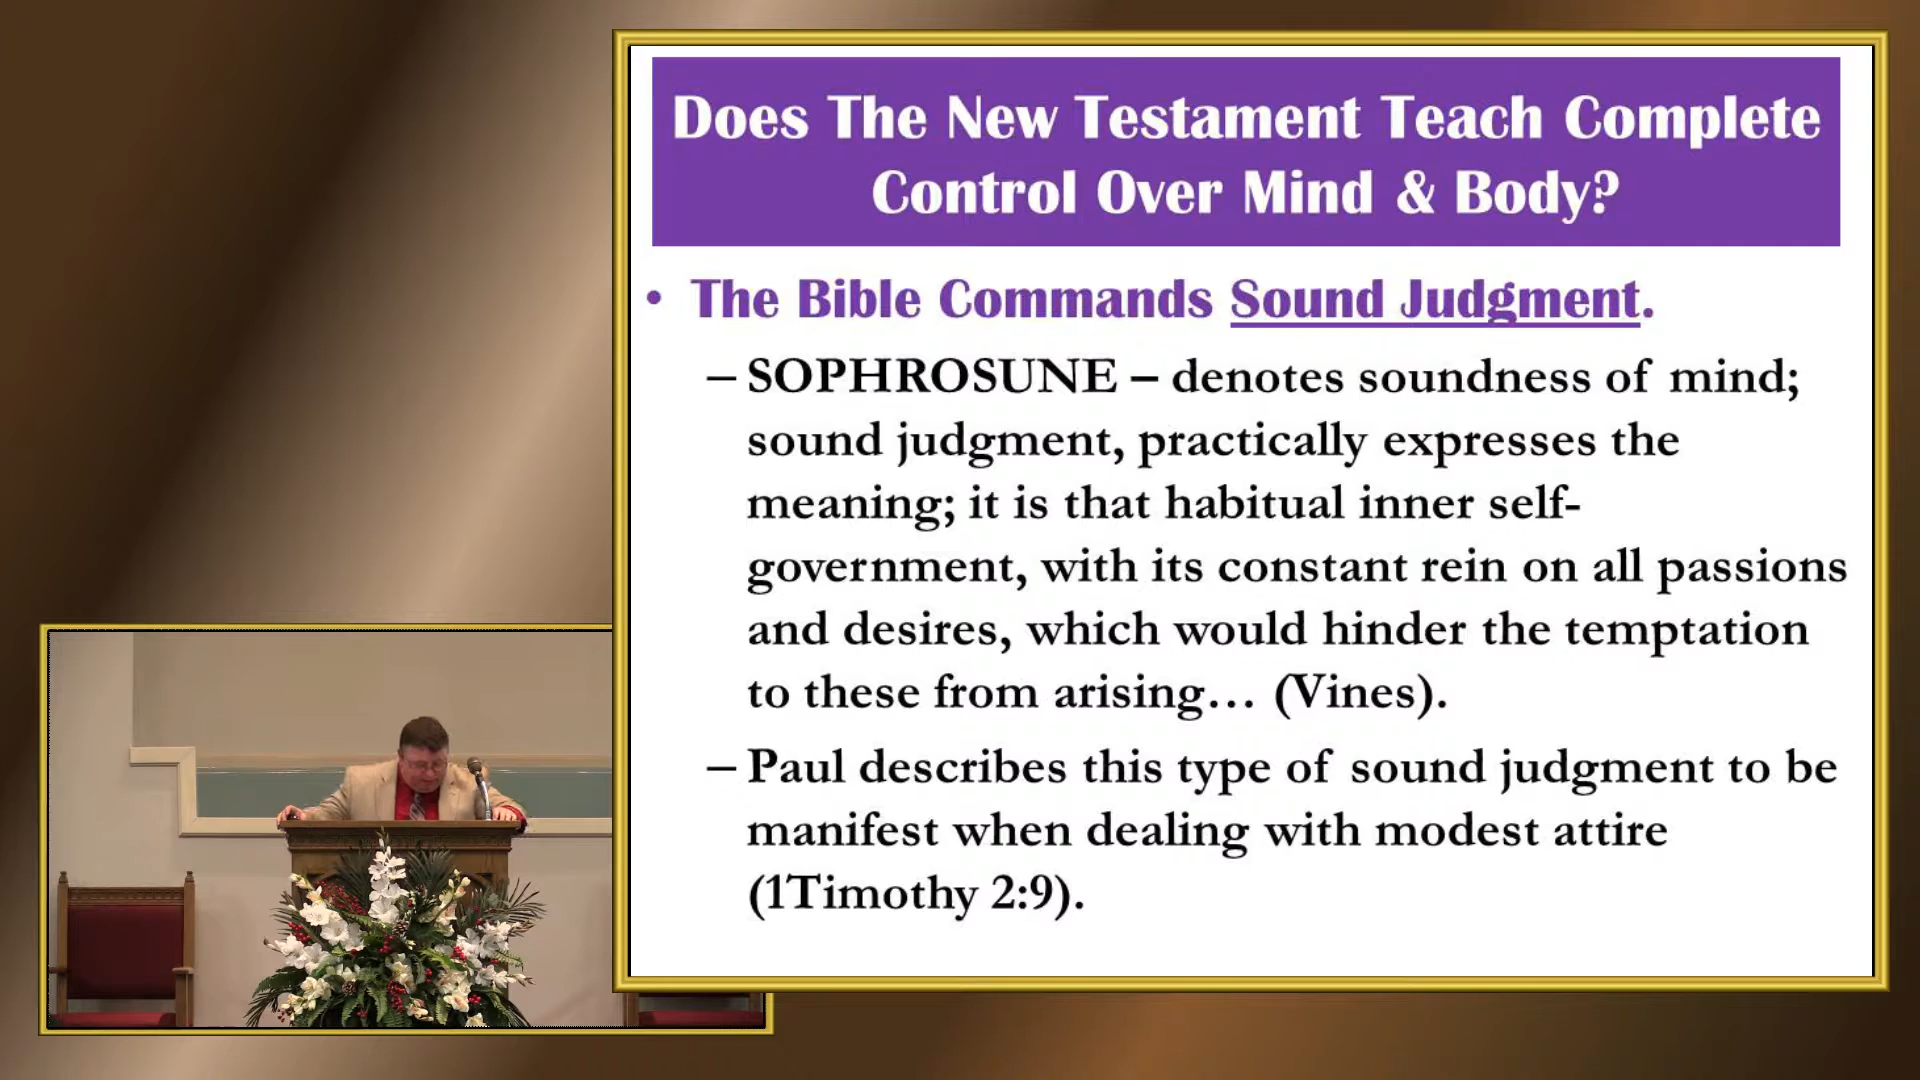 Does The New Testament Teach Complete
Control Over Mind & Body?
• The Bible Commands Sound Judgment.
– SOPHROSUNE – denotes soundness of mind;
sound judgment, practically expresses the
meaning; it is that habitual inner self-
government, with its constant rein on all passions
and desires, which would hinder the temptation
to these from arising… (Vines).
– Paul describes this type of sound judgment to be
manifest when dealing with modest attire
(1Timothy 2:9).